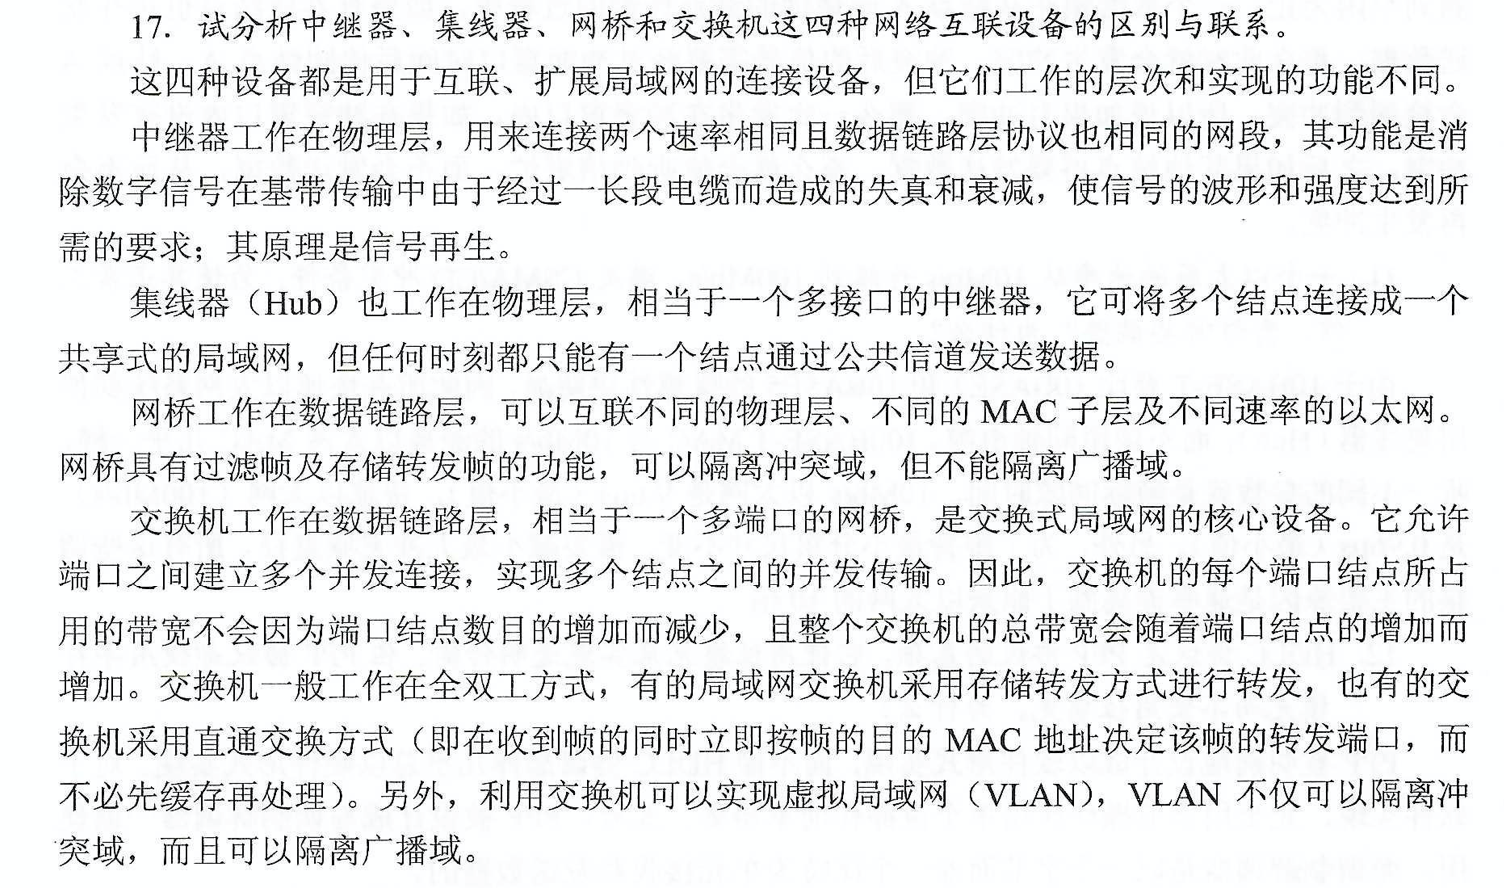 17. 试分析中继器、集线器、网桥和交换机这四种网络互联设备的区别与联系。
这四种设备都是用于互联、扩展局域网的连接设备，但它们工作的层次和实现的功能不同。
中继器工作在物理层，用来连接两个速率相同且数据链路层协议也相同的网段，其功能是消
除数字信号在基带传输中由于经过一长段电缆而造成的失真和衰减，使信号的波形和强度达到所
需的要求；其原理是信号再生。
集线器（Hub）也工作在物理层，相当于一个多接口的中继器，它可将多个结点连接成一个
共享式的局域网，但任何时刻都只能有一个结点通过公共信道发送数据。
网桥工作在数据链路层，可以互联不同的物理层、不同的 MAC 子层及不同速率的以太网。
网桥具有过滤帧及存储转发帧的功能，可以隔离冲突域，但不能隔离广播域。
交换机工作在数据链路层，相当于一个多端口的网桥，是交换式局域网的核心设备。它允许
端口之间建立多个并发连接，实现多个结点之间的并发传输。因此，交换机的每个端口结点所占
用的带宽不会因为端口结点数目的增加而减少，且整个交换机的总带宽会随着端口结点的增加而
增加。交换机一般工作在全双工方式，有的局域网交换机采用存储转发方式进行转发，也有的交
换机采用直通交换方式（即在收到帧的同时立即按帧的目的 MAC 地址决定该帧的转发端口，而
不必先缓存再处理）。另外，利用交换机可以实现虚拟局域网（VLAN），VLAN 不仅可以隔离冲
突域，而且可以隔离广播域。